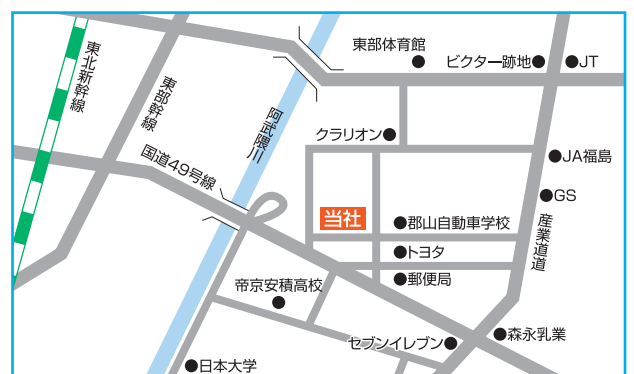 東部体育館
ビクター跡地
JT
東北新幹線
東部幹線
阿武隈川
クラリオン
国道49号線
JA福島
GS
当社
郡山自動車学校
産業道道
トヨタ
郵便局
帝京安積高校
森永乳業
セブンイレブン
日本大学